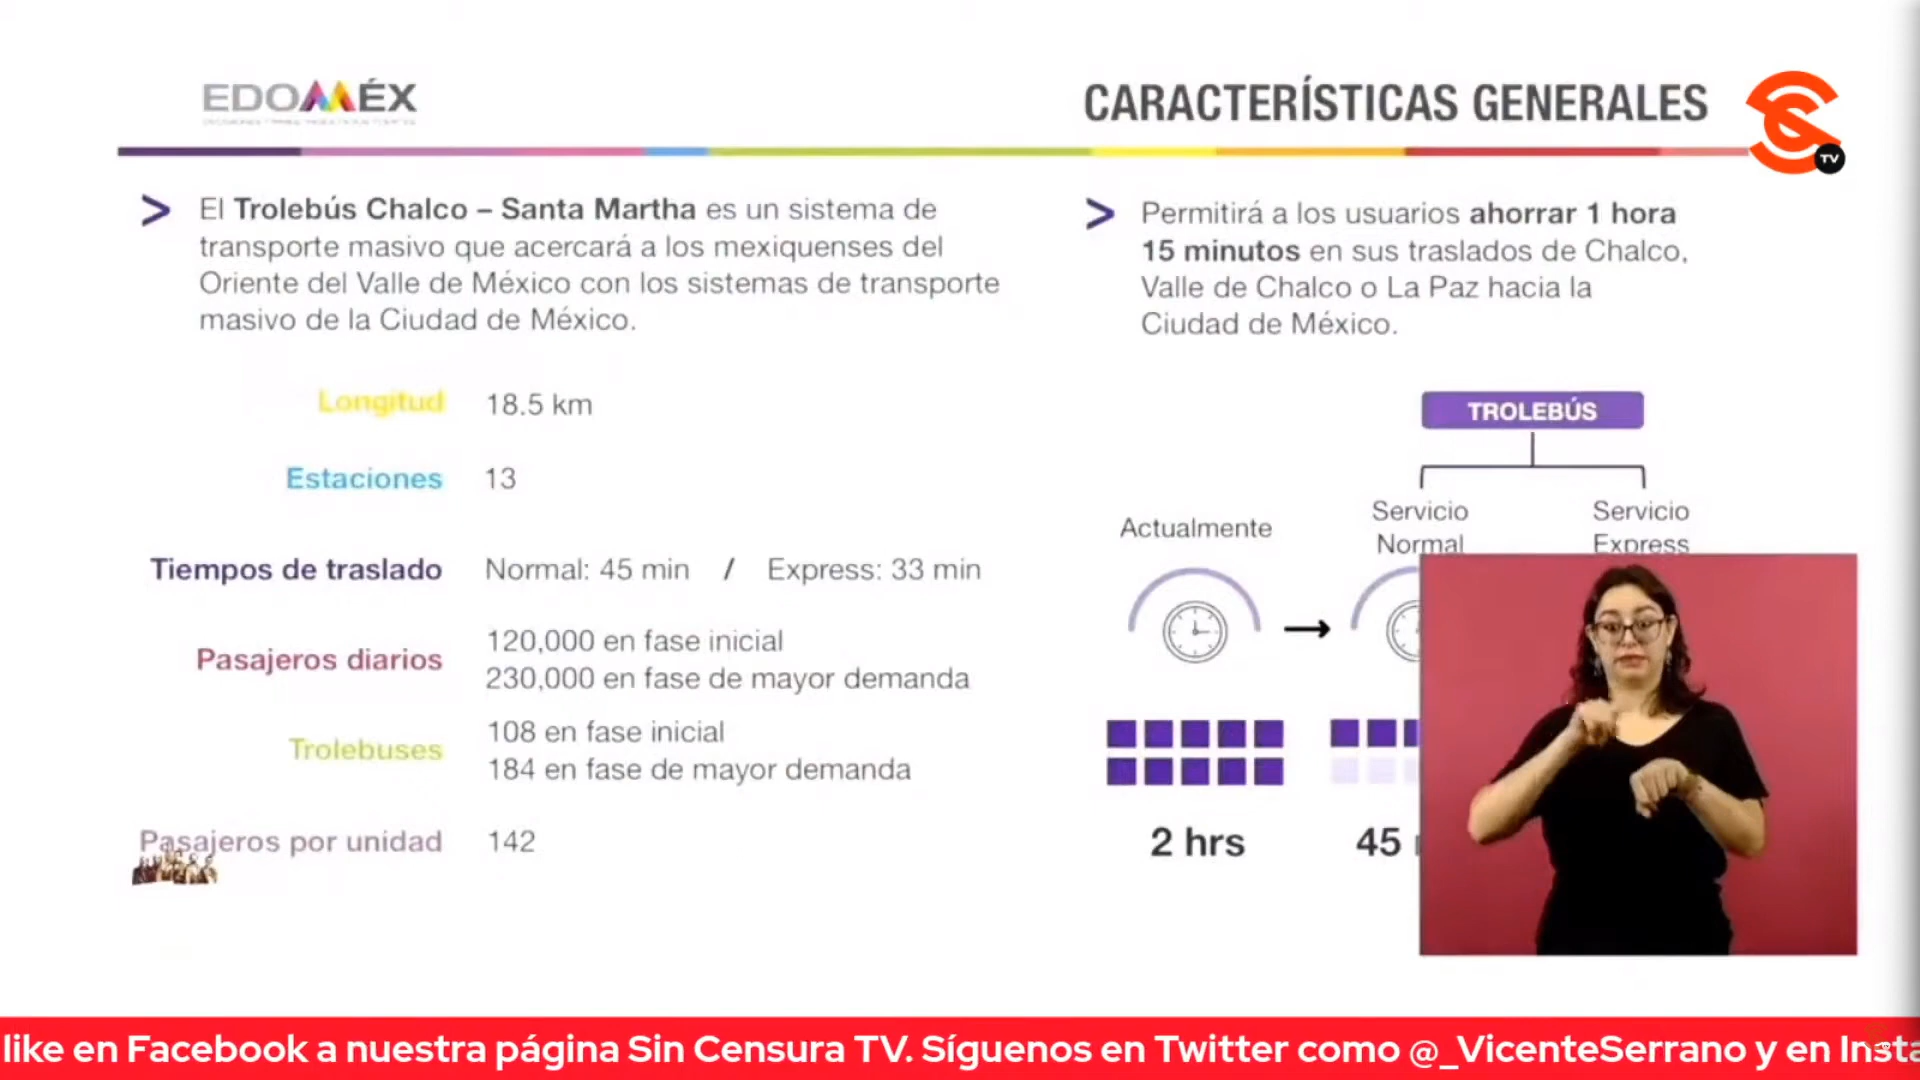 EDOMÉX
CARACTERÍSTICAS GENERALES
TV
> El Trolebús Chalco – Santa Martha es un sistema de
transporte masivo que acercará a los mexiquenses del
Oriente del Valle de México con los sistemas de transporte
masivo de la Ciudad de México.
Longitud 18.5 km
Estaciones 13
Tiempos de traslado Normal: 45 min / Express: 33 min
Pasajeros diarios 120,000 en fase inicial
230,000 en fase de mayor demanda
Trolebuses 108 en fase inicial
184 en fase de mayor demanda
Pasajeros por unidad 142
> Permitirá a los usuarios ahorrar 1 hora
15 minutos en sus traslados de Chalco,
Valle de Chalco o La Paz hacia la
Ciudad de México.
TROLEBÚS
Actualmente
Servicio
Normal
Servicio
Express
2 hrs
45
like en Facebook a nuestra página Sin Censura TV. Síguenos en Twitter como @_VicenteSerrano y en Insta